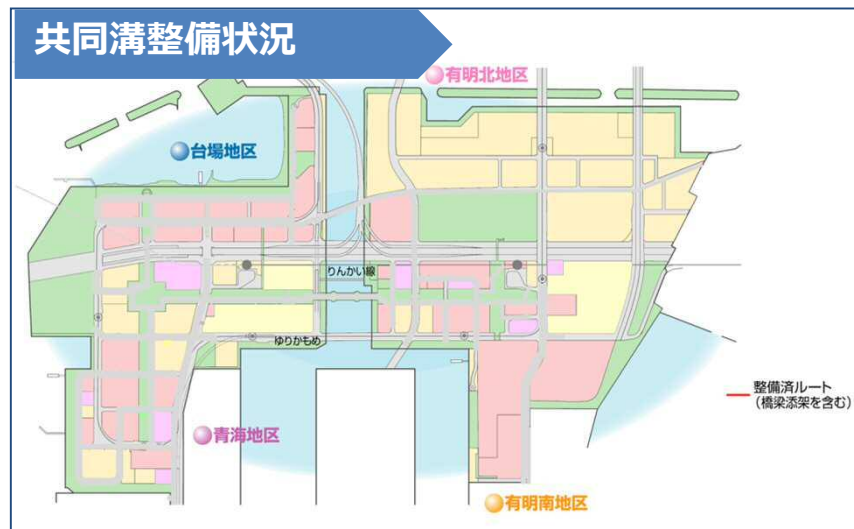 共同溝整備状況
有明北地区
台場地区
りんかい線
ゆりかもめ
整備済ルート
(橋梁添架を含む)
青海地区
有明南地区